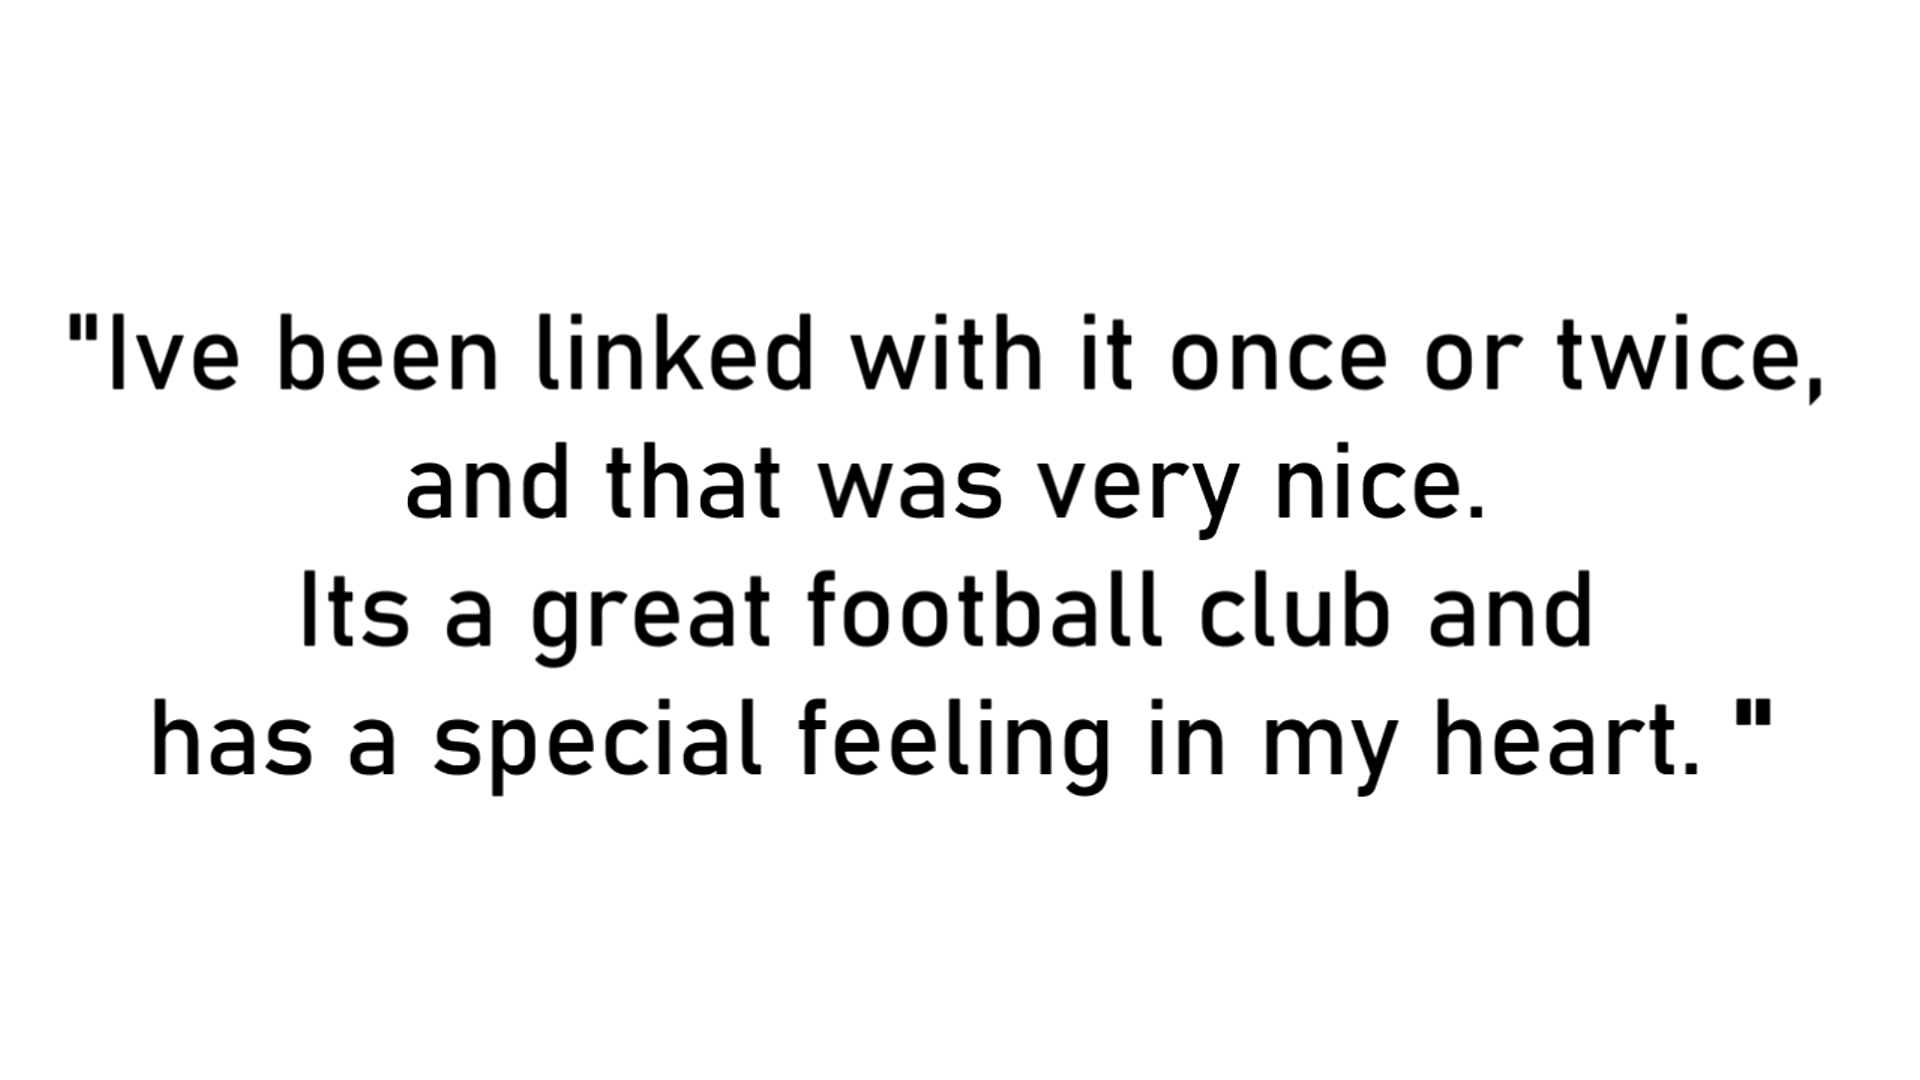 "Ive been linked with it once or twice,
and that was very nice.
Its a great football club and
has a special feeling in my heart. "